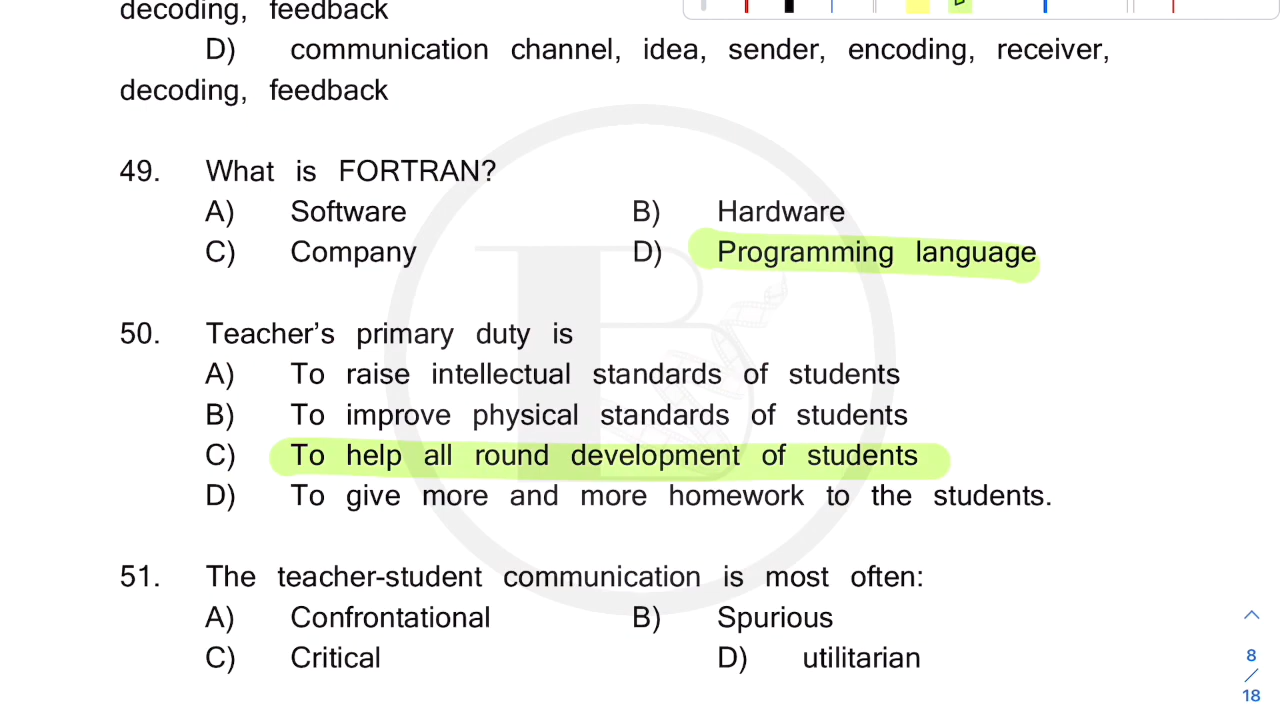 decoding, feedback
D) communication channel, idea, sender, encoding, receiver,
decoding, feedback
49. What is FORTRAN?
A) Software B) Hardware
C) Company D) Programming language
50. Teacher's primary duty is
A) To raise intellectual standards of students
B) To improve physical standards of students
C) To help all round development of students
D) To give more and more homework to the students.
51. The teacher-student communication is most often:
A) Confrontational B) Spurious
C) Critical D) utilitarian
8
/
18